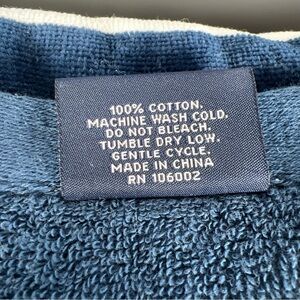 100% COTTON.
MACHINE WASH COLD.
DO NOT BLEACH.
TUMBLE DRY LOW.
GENTLE CYCLE.
MADE IN CHINA
RN 106002